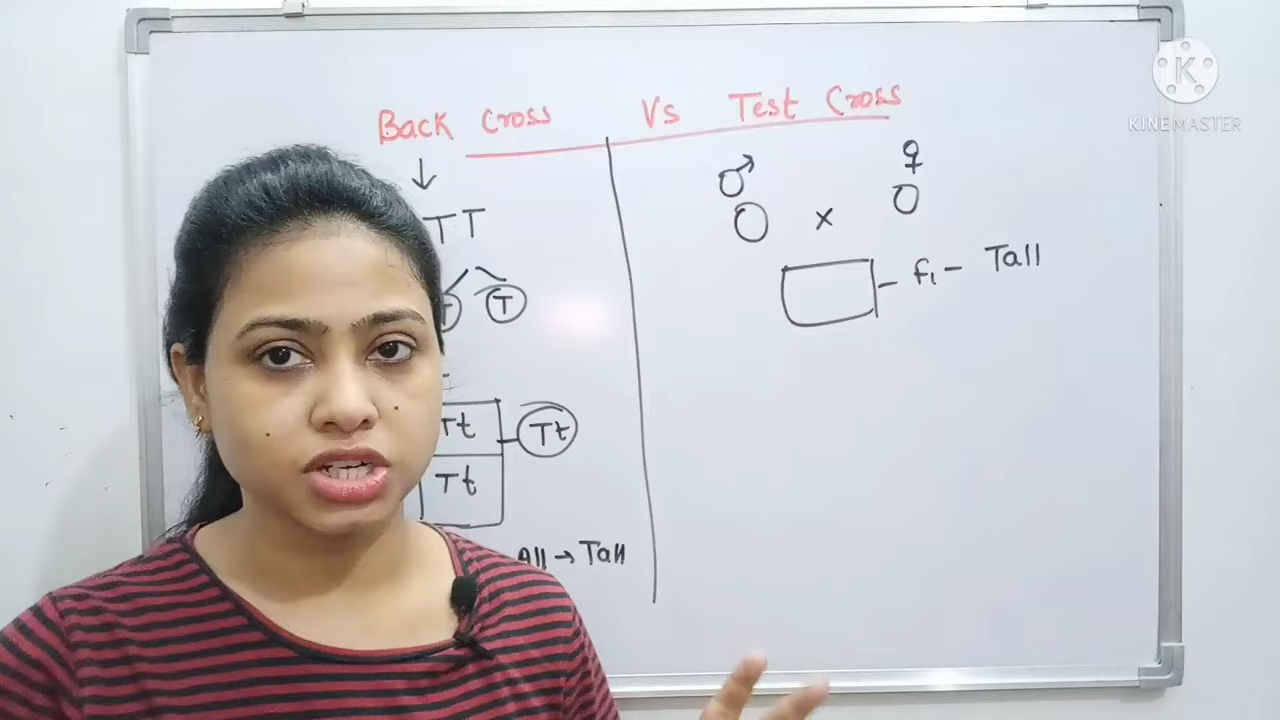 Back Cross Vs Test Cross
♂ ♀
TT
×
F1 - Tall
T
Tt Tt
Tt
All → Tall
K
KINEMASTER